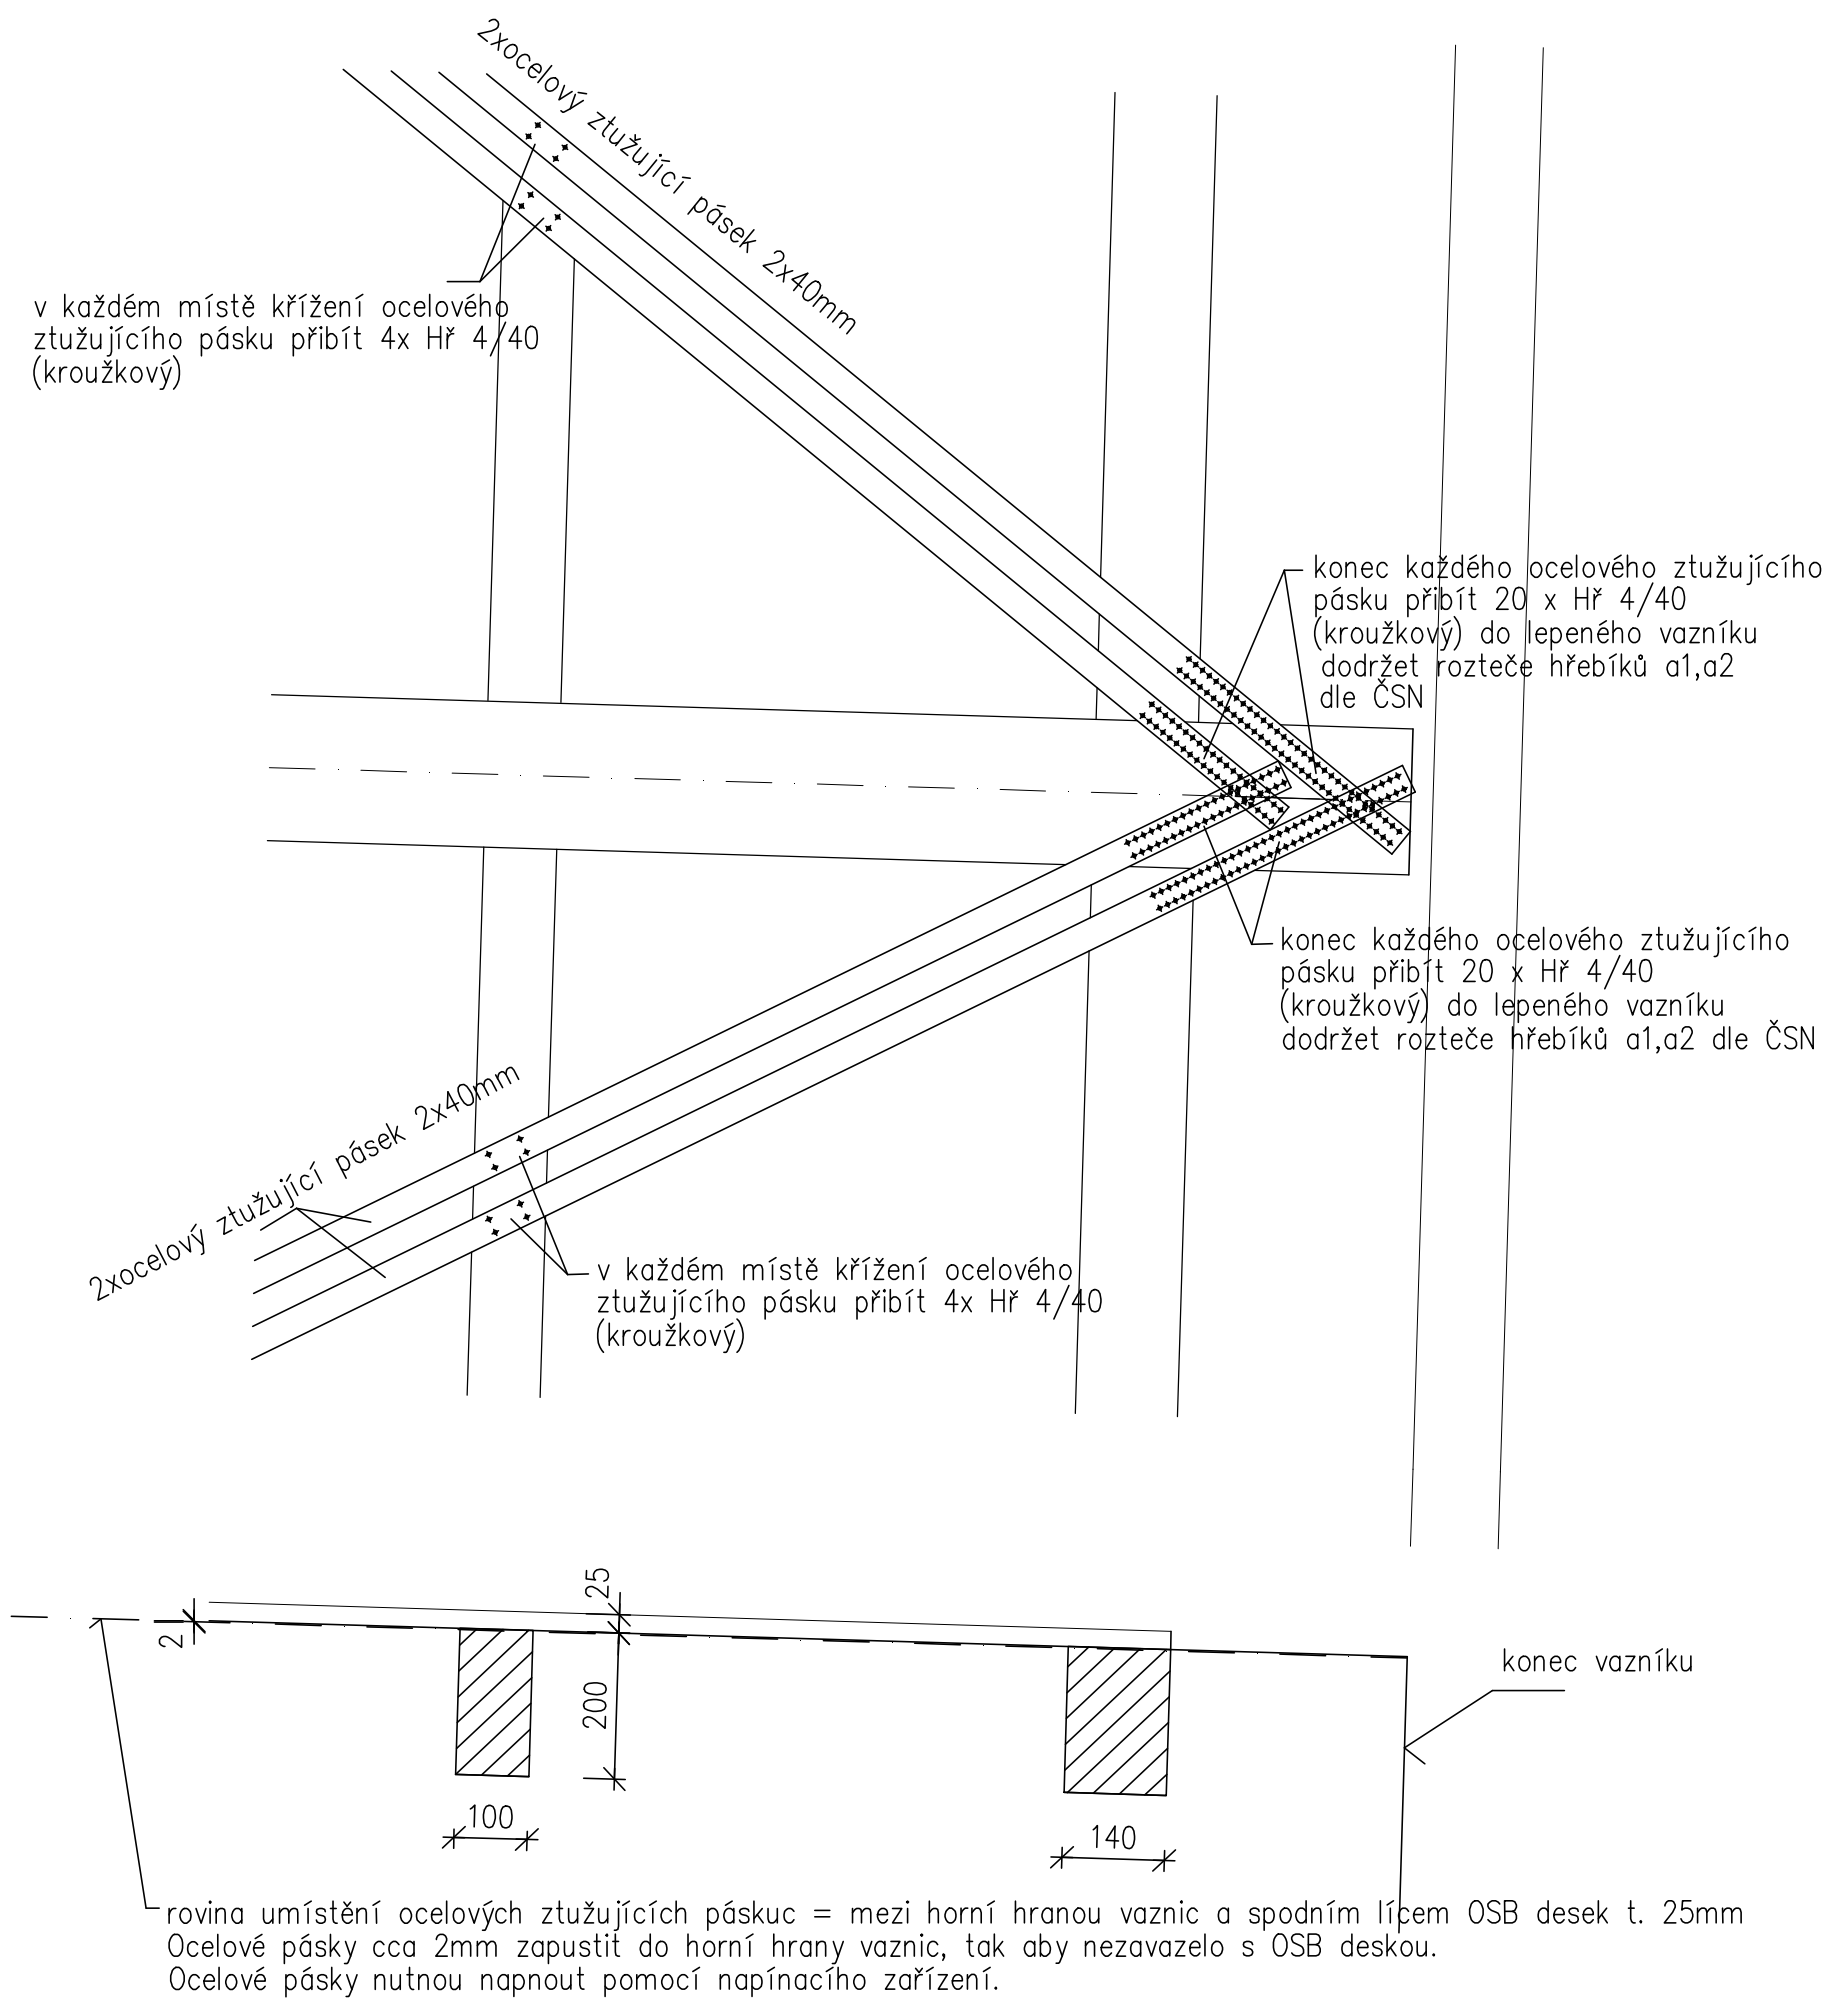 2xocelový ztužující pásek 2x40mm
v každém místě křížení ocelového
ztužujícího pásku přibít 4x Hř 4/40
(kroužkový)
konec každého ocelového ztužujícího
pásku přibít 20 x Hř 4/40
(kroužkový) do lepeného vazníku
dodržet rozteče hřebíků a1,a2
dle ČSN
konec každého ocelového ztužujícího
pásku přibít 20 x Hř 4/40
(kroužkový) do lepeného vazníku
dodržet rozteče hřebíků a1,a2 dle ČSN
2xocelový ztužující pásek 2x40mm
v každém místě křížení ocelového
ztužujícího pásku přibít 4x Hř 4/40
(kroužkový)
25
2
200
konec vazníku
100
140
rovina umístění ocelových ztužujících páskuc = mezi horní hranou vaznic a spodním lícem OSB desek t. 25mm
Ocelové pásky cca 2mm zapustit do horní hrany vaznic, tak aby nezavazelo s OSB deskou.
Ocelové pásky nutnou napnout pomocí napínacího zařízení.